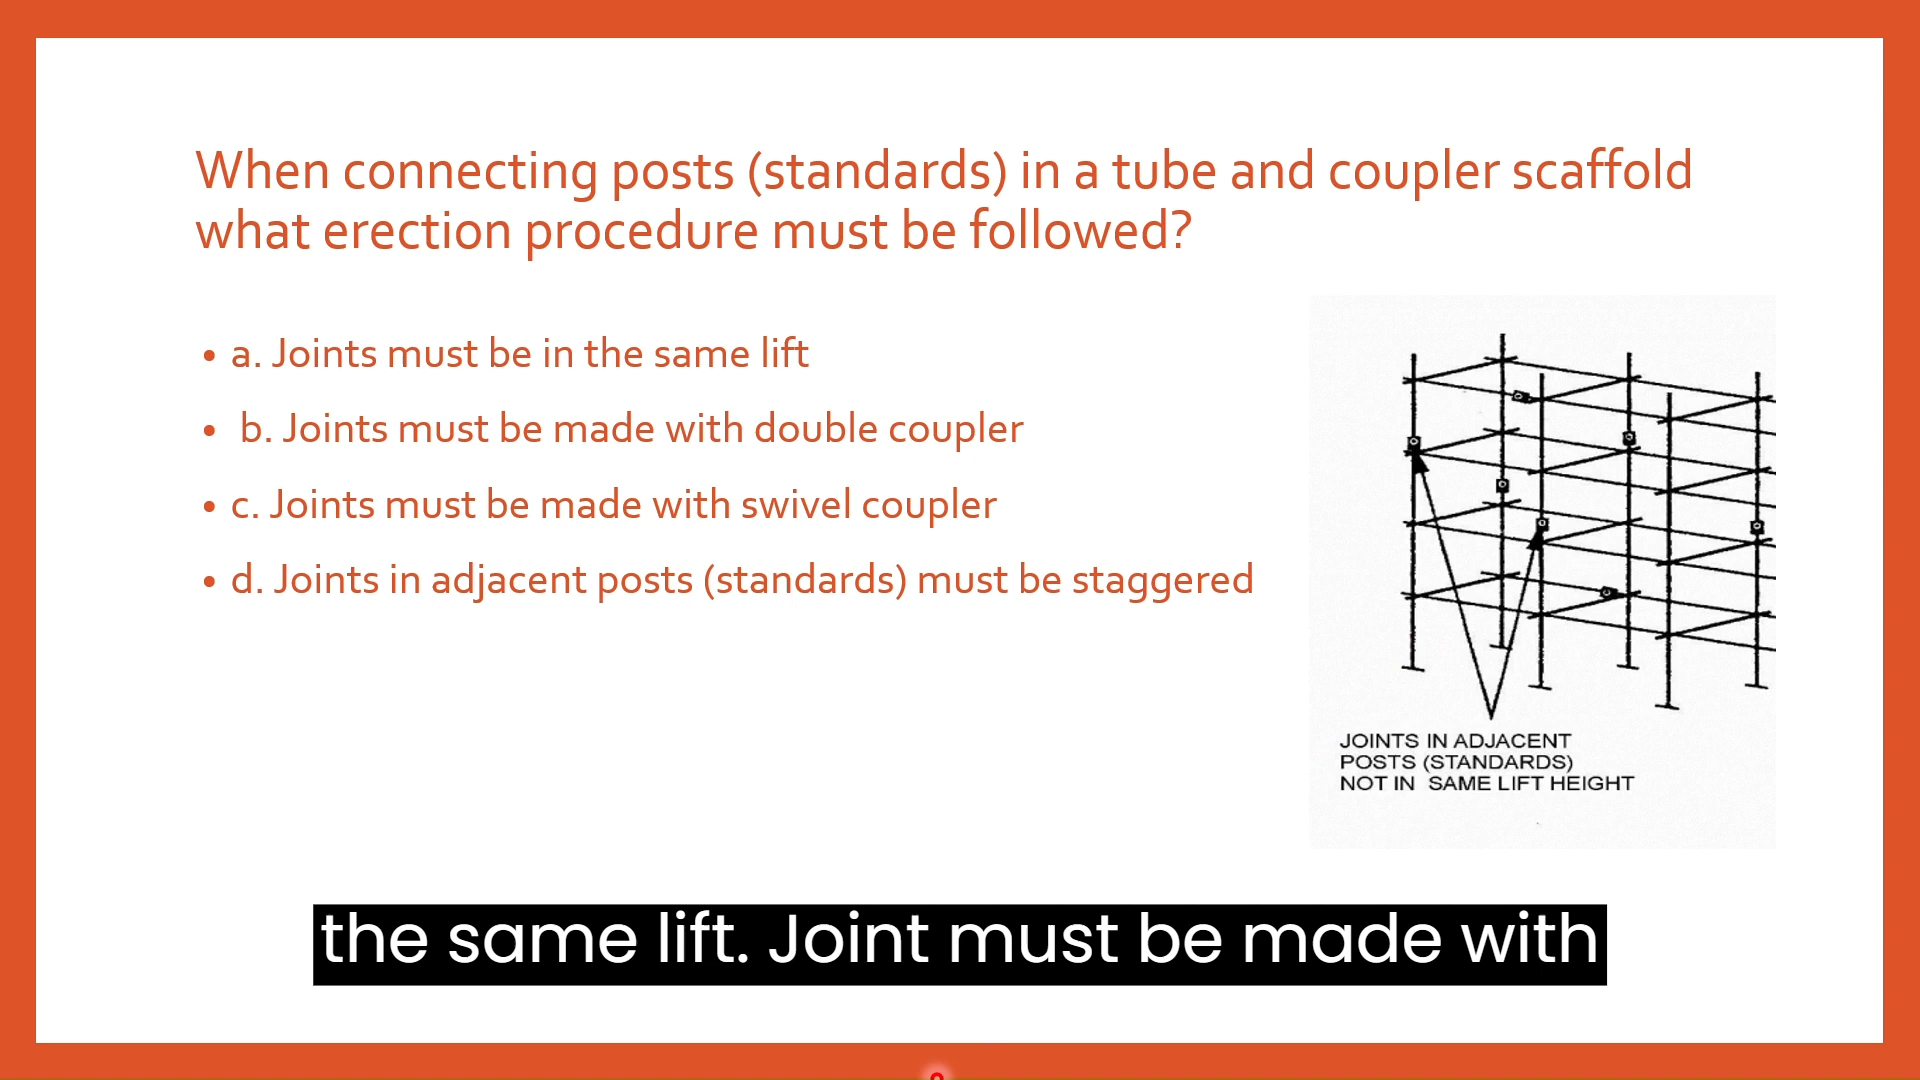 When connecting posts (standards) in a tube and coupler scaffold
what erection procedure must be followed?
• a. Joints must be in the same lift
• b. Joints must be made with double coupler
• c. Joints must be made with swivel coupler
• d. Joints in adjacent posts (standards) must be staggered
JOINTS IN ADJACENT
POSTS (STANDARDS)
NOT IN SAME LIFT HEIGHT
the same lift. Joint must be made with